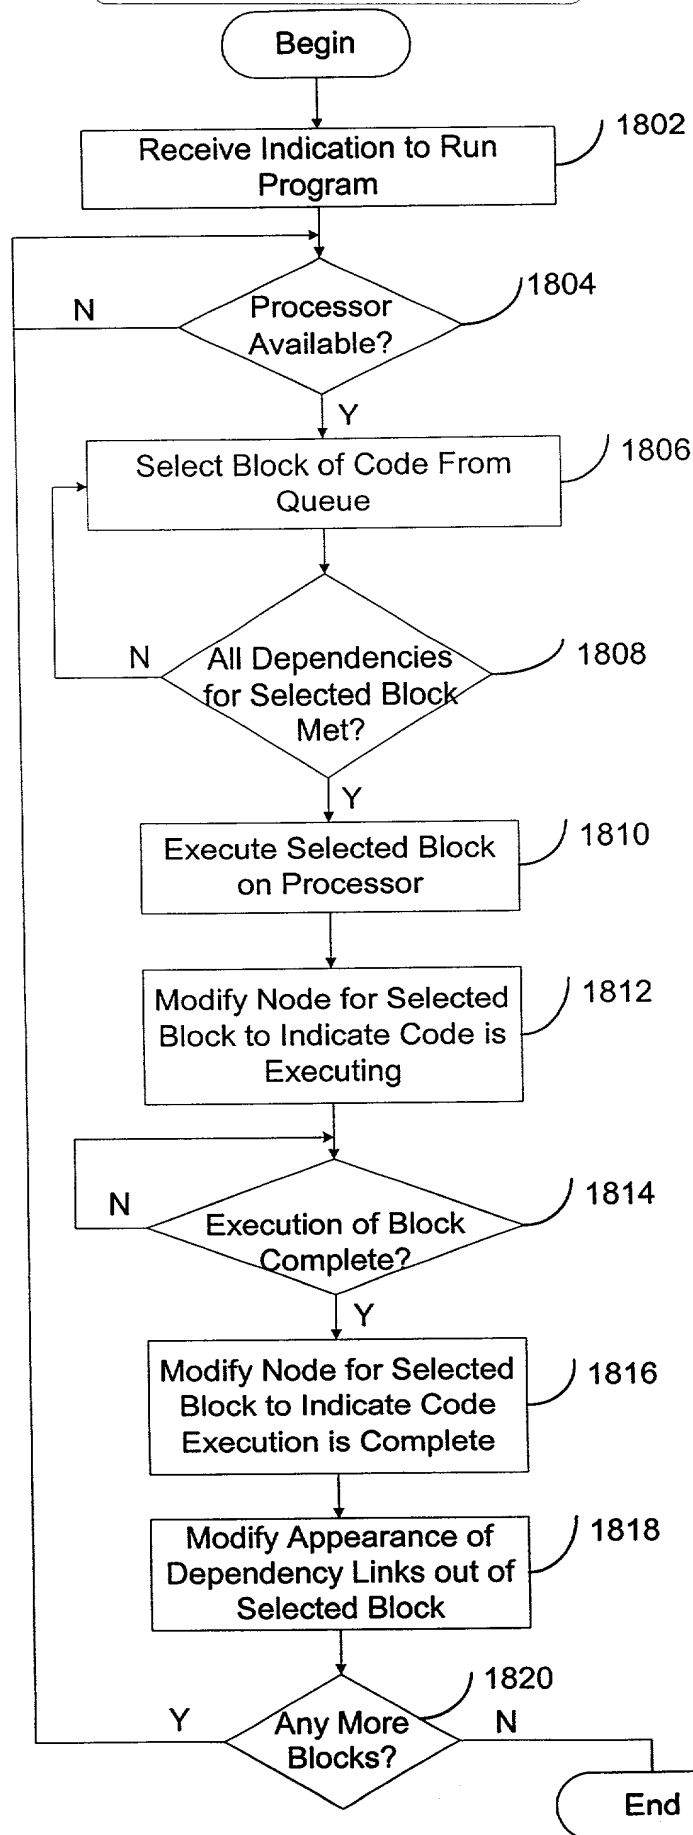 Begin
Receive Indication to Run
Program
1802
Processor
Available?
1804
N
Y
Select Block of Code From
Queue
1806
All Dependencies
for Selected Block
Met?
1808
N
Y
Execute Selected Block
on Processor
1810
Modify Node for Selected
Block to Indicate Code is
Executing
1812
Execution of Block
Complete?
1814
N
Y
Modify Node for Selected
Block to Indicate Code
Execution is Complete
1816
Modify Appearance of
Dependency Links out of
Selected Block
1818
Any More
Blocks?
1820
Y
N
End